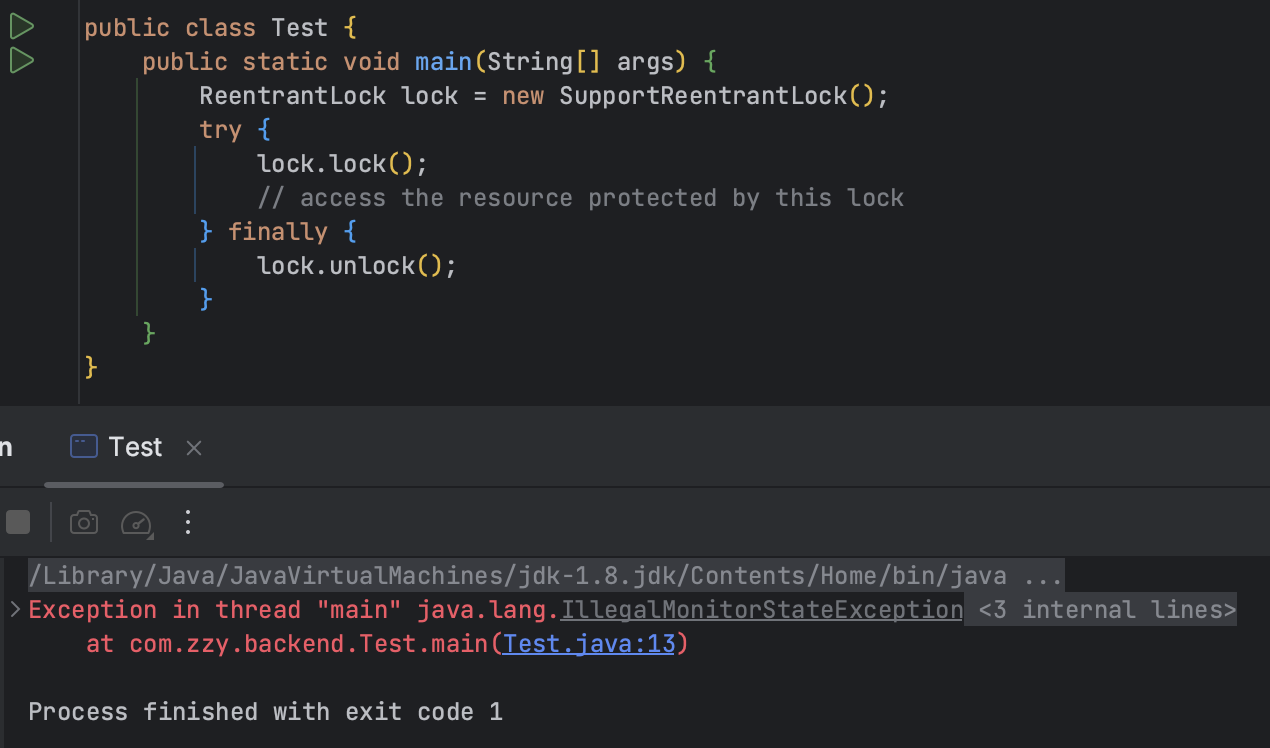 public class Test {
public static void main(String[] args) {
ReentrantLock lock = new SupportReentrantLock();
try {
lock.lock();
// access the resource protected by this lock
} finally {
lock.unlock();
}
}
}
n
Test
/Library/Java/JavaVirtualMachines/jdk-1.8.jdk/Contents/Home/bin/java ...
Exception in thread "main" java.lang.IllegalMonitorStateException <3 internal lines>
at com.zzy.backend.Test.main(Test.java:13)
Process finished with exit code 1